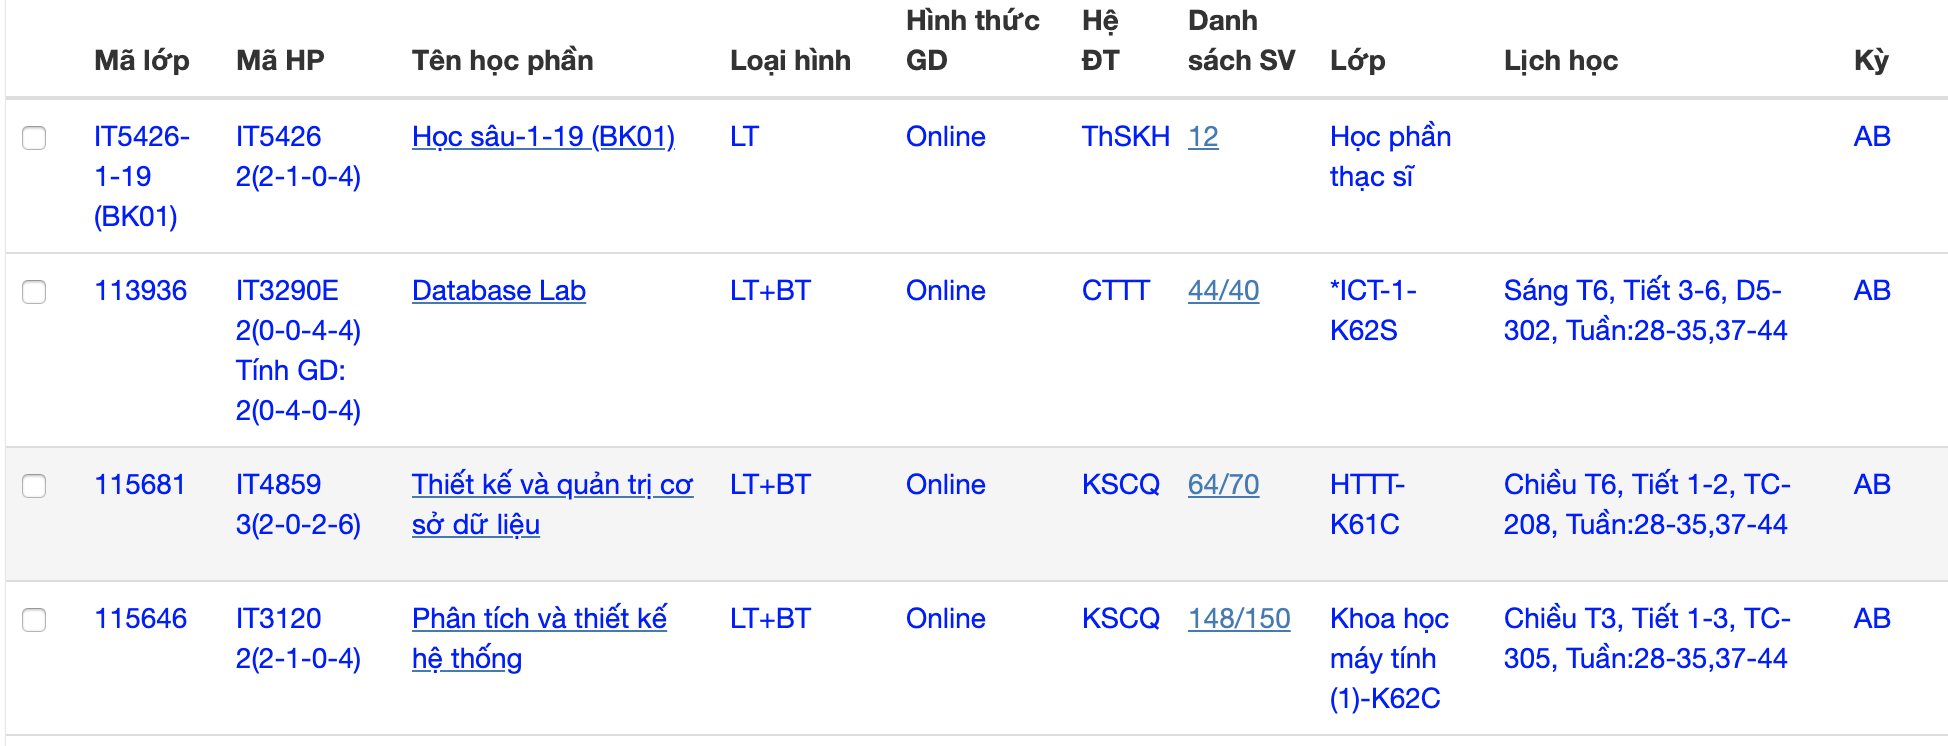 Mã lớp Mã HP Tên học phần Loại hình Hình thức GD Hệ ĐT Danh sách SV Lớp Lịch học Kỳ
IT5426-
1-19
(BK01)
IT5426
2(2-1-0-4)
Học sâu-1-19 (BK01)
LT
Online
ThSKH
12
Học phần
thạc sĩ
AB
113936
IT3290E
2(0-0-4-4)
Tính GD:
2(0-4-0-4)
Database Lab
LT+BT
Online
CTTT
44/40
*ICT-1-
K62S
Sáng T6, Tiết 3-6, D5-
302, Tuần:28-35,37-44
AB
115681
IT4859
3(2-0-2-6)
Thiết kế và quản trị cơ
sở dữ liệu
LT+BT
Online
KSCQ
64/70
HTTT-
K61C
Chiều T6, Tiết 1-2, TC-
208, Tuần:28-35,37-44
AB
115646
IT3120
2(2-1-0-4)
Phân tích và thiết kế
hệ thống
LT+BT
Online
KSCQ
148/150
Khoa học
máy tính
(1)-K62C
Chiều T3, Tiết 1-3, TC-
305, Tuần:28-35,37-44
AB